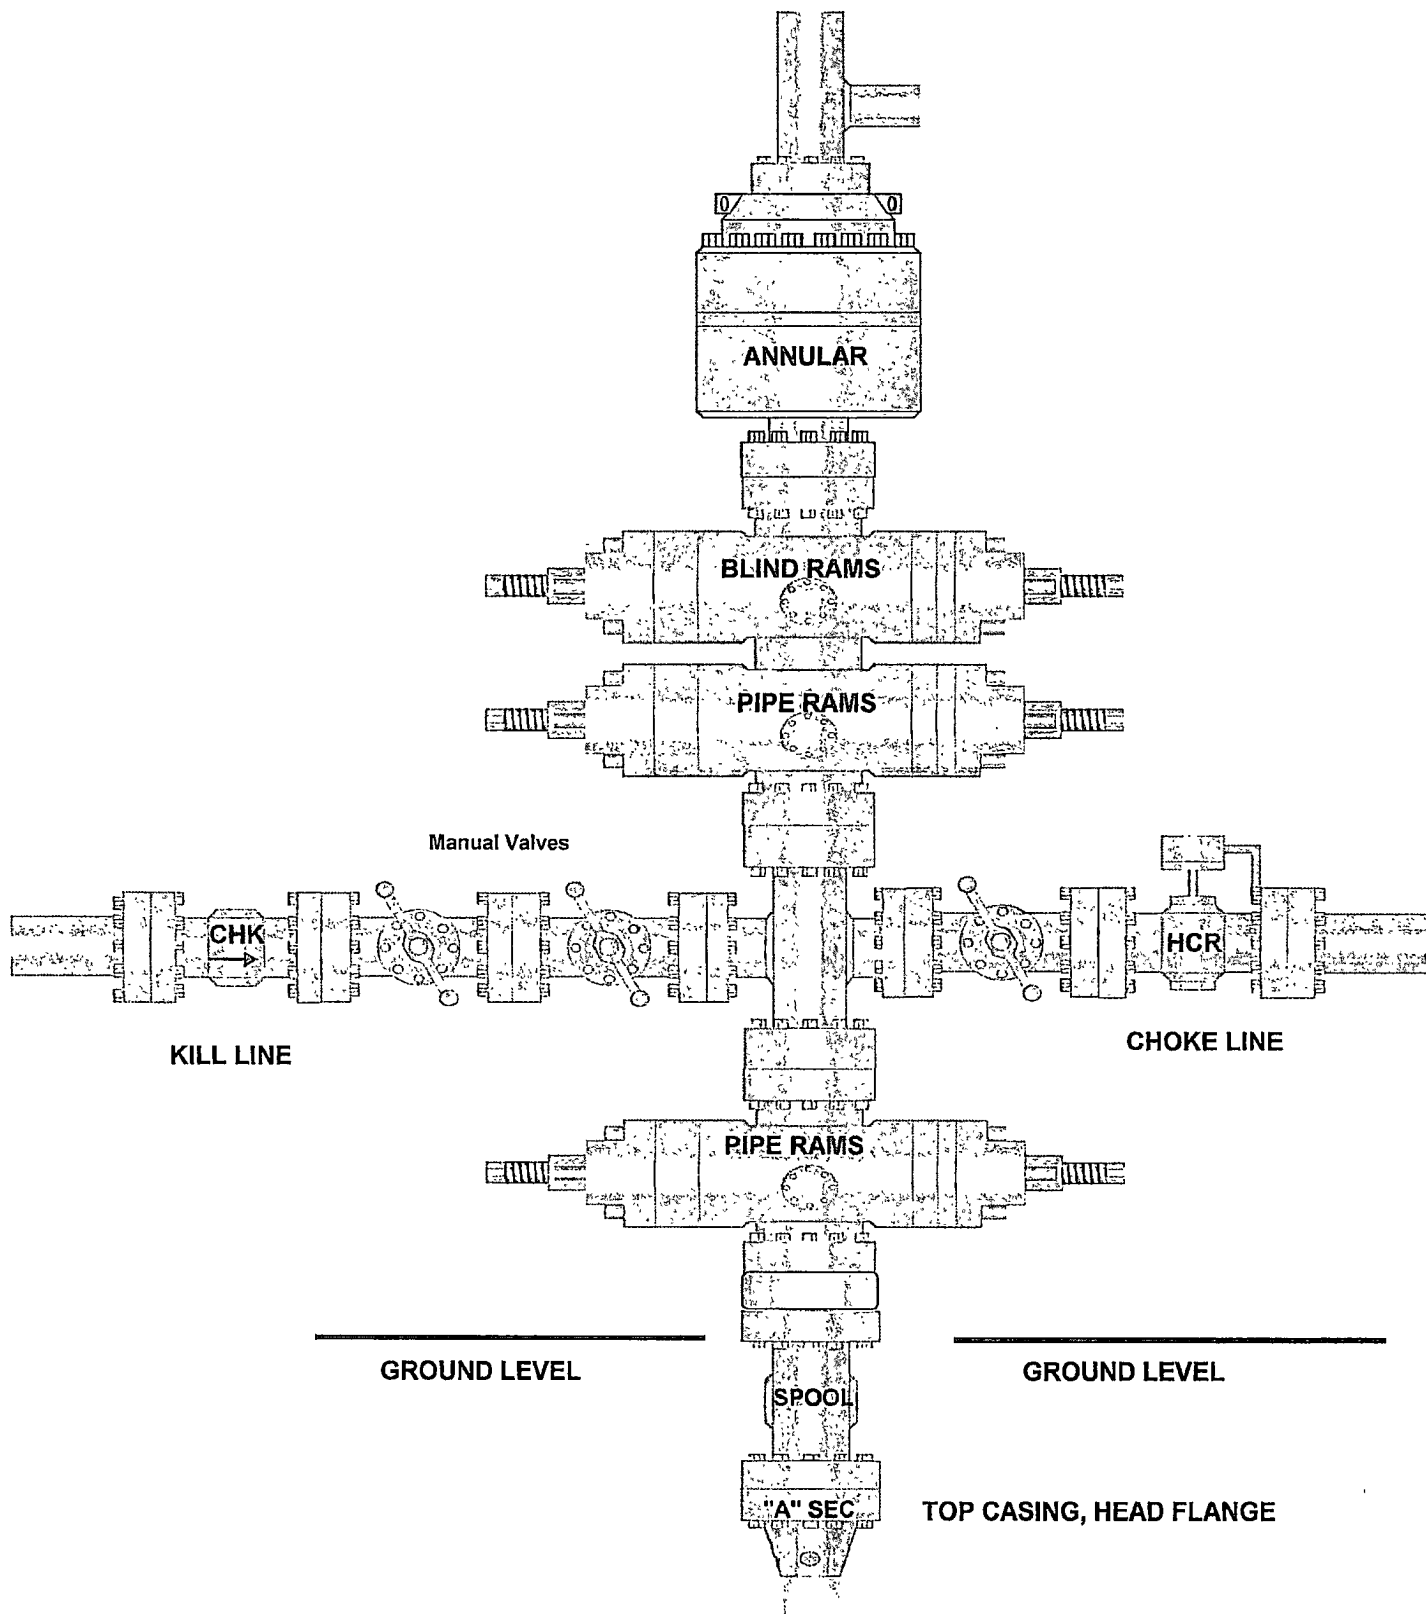 ANNULAR
BLIND RAMS
PIPE RAMS
Manual Valves
CHK
HCR
KILL LINE
CHOKE LINE
PIPE RAMS
GROUND LEVEL
GROUND LEVEL
SPOOL
"A" SEC
TOP CASING, HEAD FLANGE